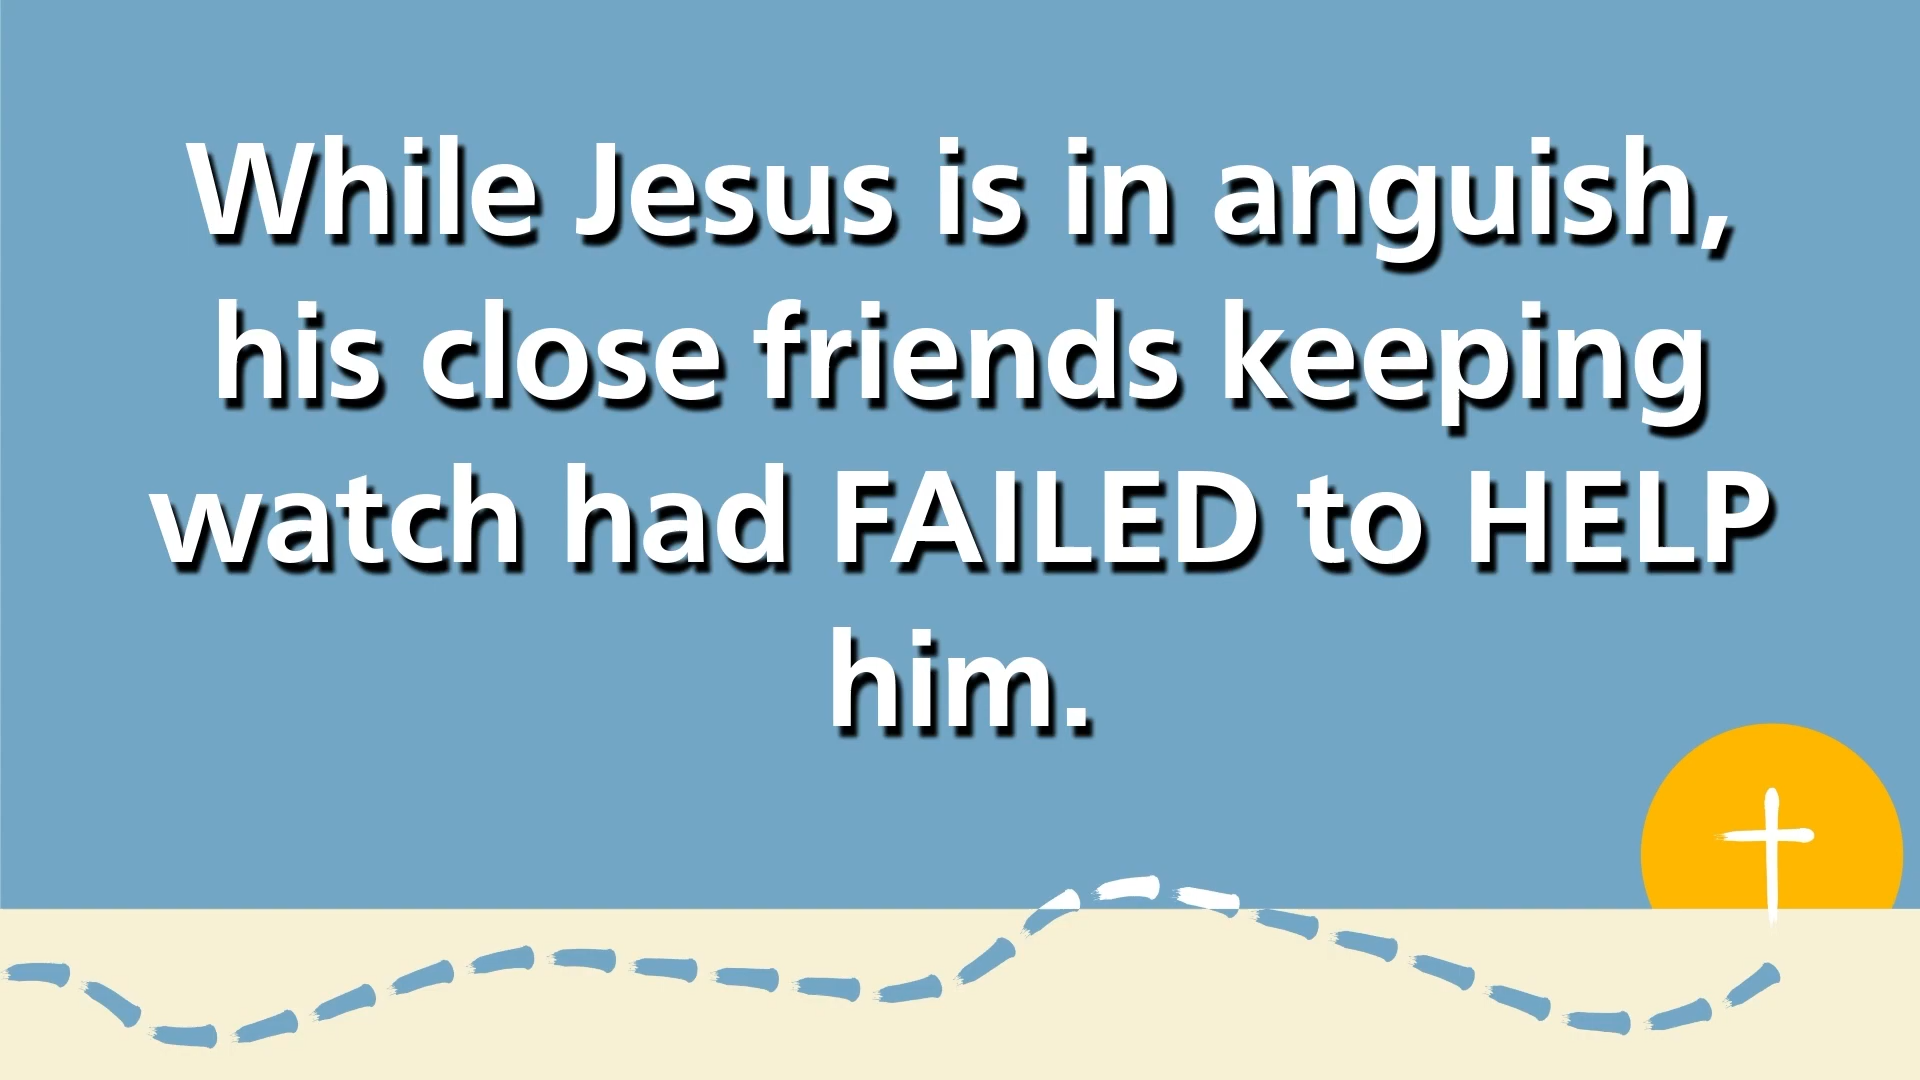 While Jesus is in anguish,
his close friends keeping
watch had FAILED to HELP
him.